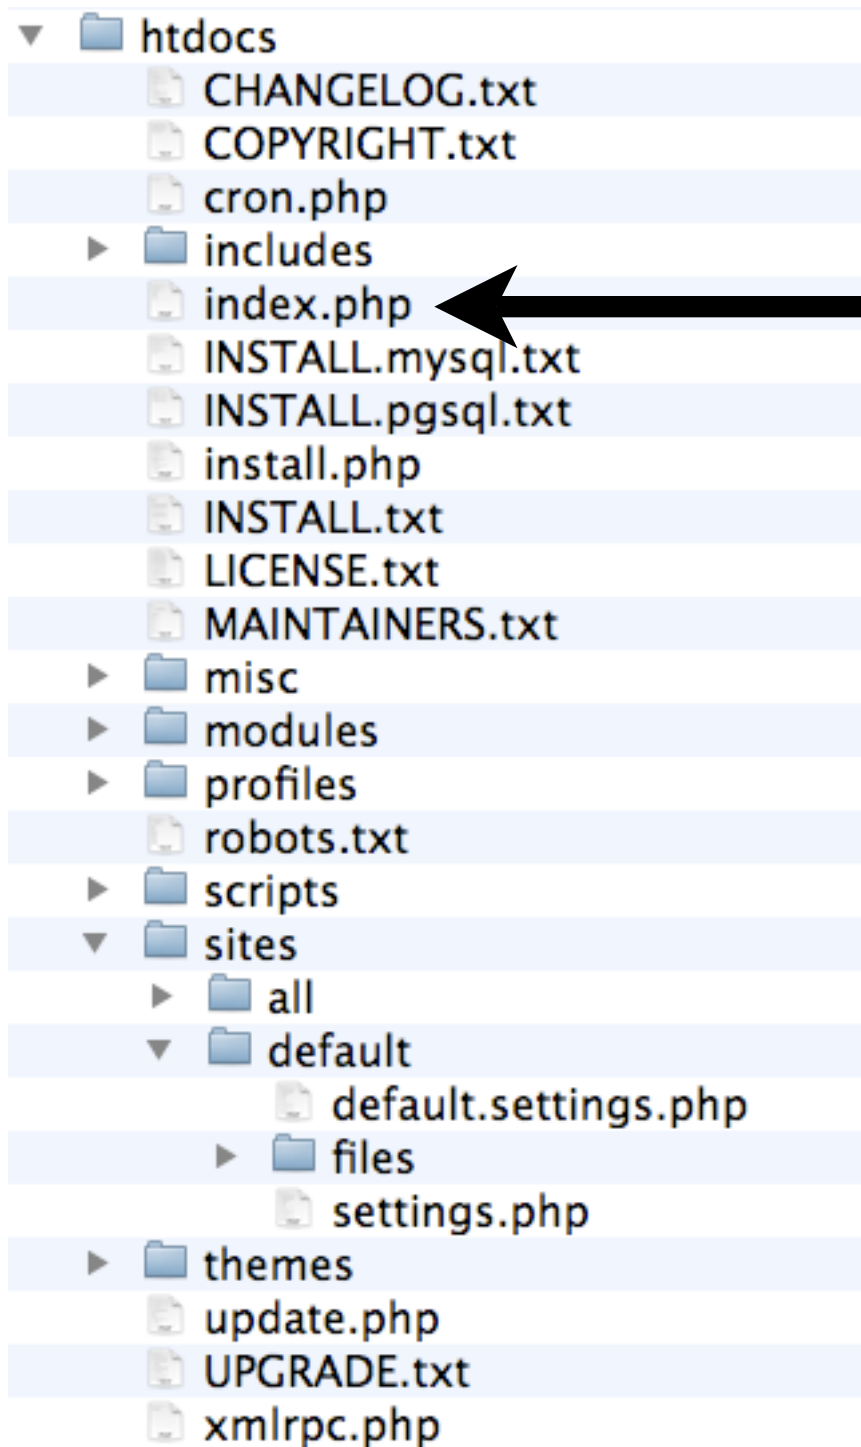 htdocs
CHANGELOG.txt
COPYRIGHT.txt
cron.php
includes
index.php
INSTALL.mysql.txt
INSTALL.pgsql.txt
install.php
INSTALL.txt
LICENSE.txt
MAINTAINERS.txt
misc
modules
profiles
robots.txt
scripts
sites
all
default
default.settings.php
files
settings.php
themes
update.php
UPGRADE.txt
xmlrpc.php